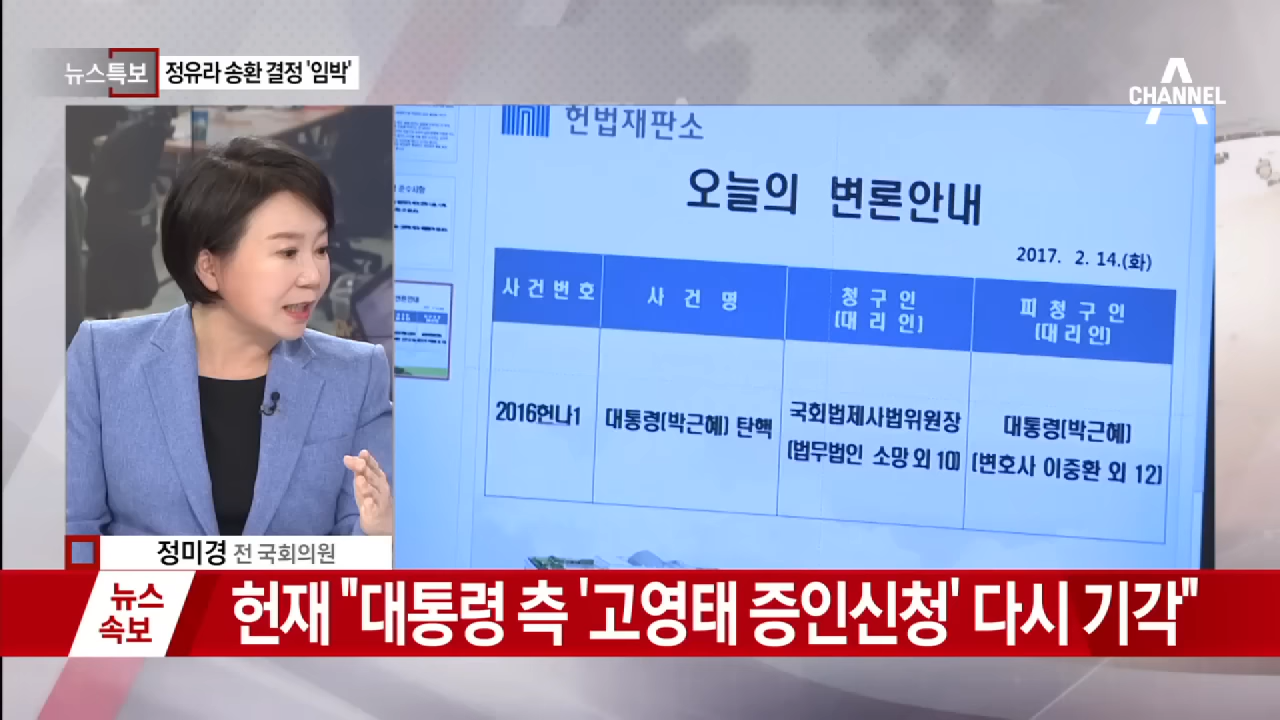 뉴스특보
정유라 송환 결정 '임박'
CHANNEL A
헌법재판소
오늘의 변론안내
2017. 2. 14.(화)
사건번호
사 건 명
청구인
(대리인)
피청구인
(대리인)
2016헌나1
대통령(박근혜) 탄핵
국회법제사법위원장
(법무법인 소망 외 10)
대통령(박근혜)
(변호사 이중환 외 12)
정미경 전 국회의원
뉴스
속보
헌재 "대통령 측 '고영태 증인신청' 다시 기각"